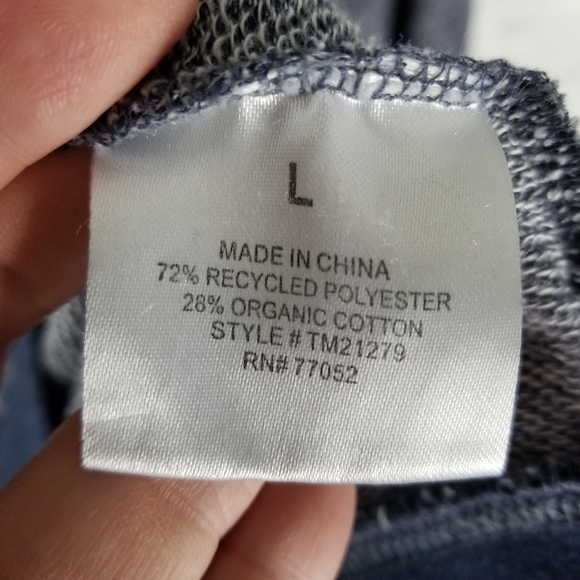 L
MADE IN CHINA
72% RECYCLED POLYESTER
28% ORGANIC COTTON
STYLE # TM21279
RN# 77052